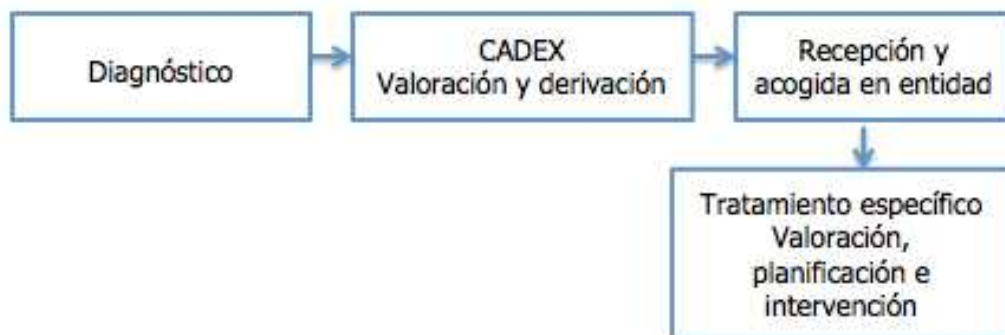 Diagnóstico
CADEX
Valoración y derivación
Recepción y
acogida en entidad
Tratamiento específico
Valoración,
planificación e
intervención